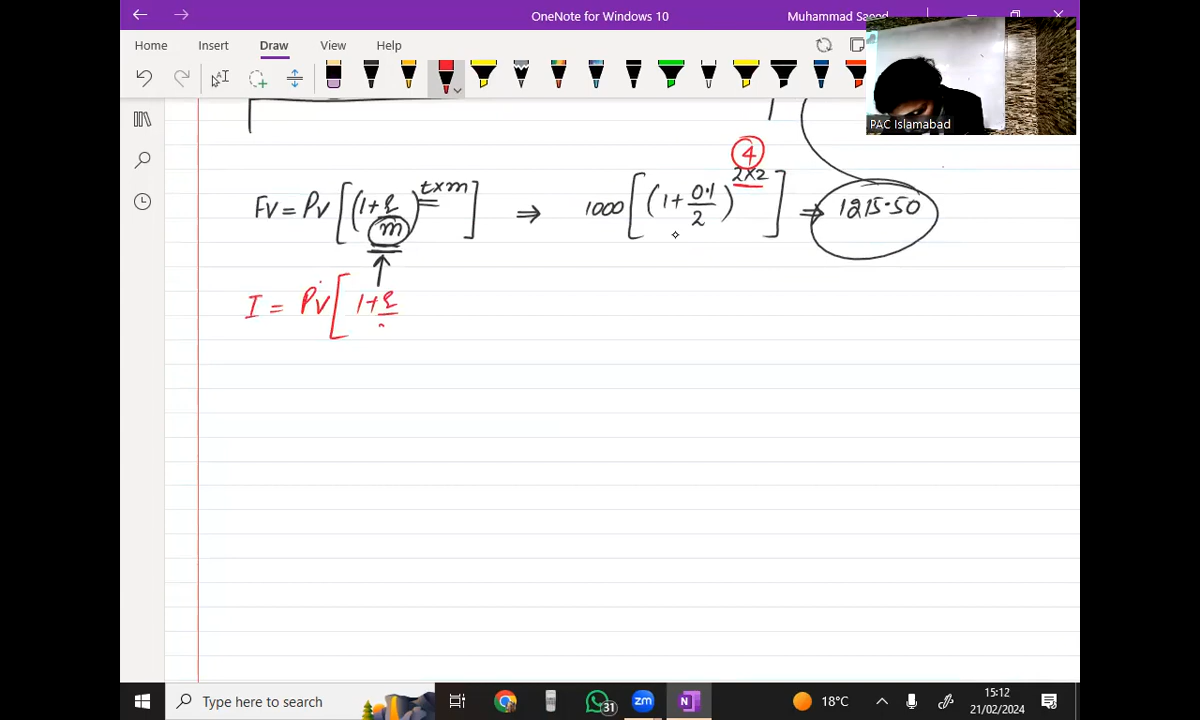 OneNote for Windows 10
Muhammad Saeed
Home Insert Draw View Help
PAC Islamabad
FV = PV [(1+r/m)^t×m] ⇒ 1000 [(1+0.1/2)^2×2] ⇒ 1215.50
4
I = PV [ 1+r
Type here to search
31
zm
N
18°C
15:12
21/02/2024